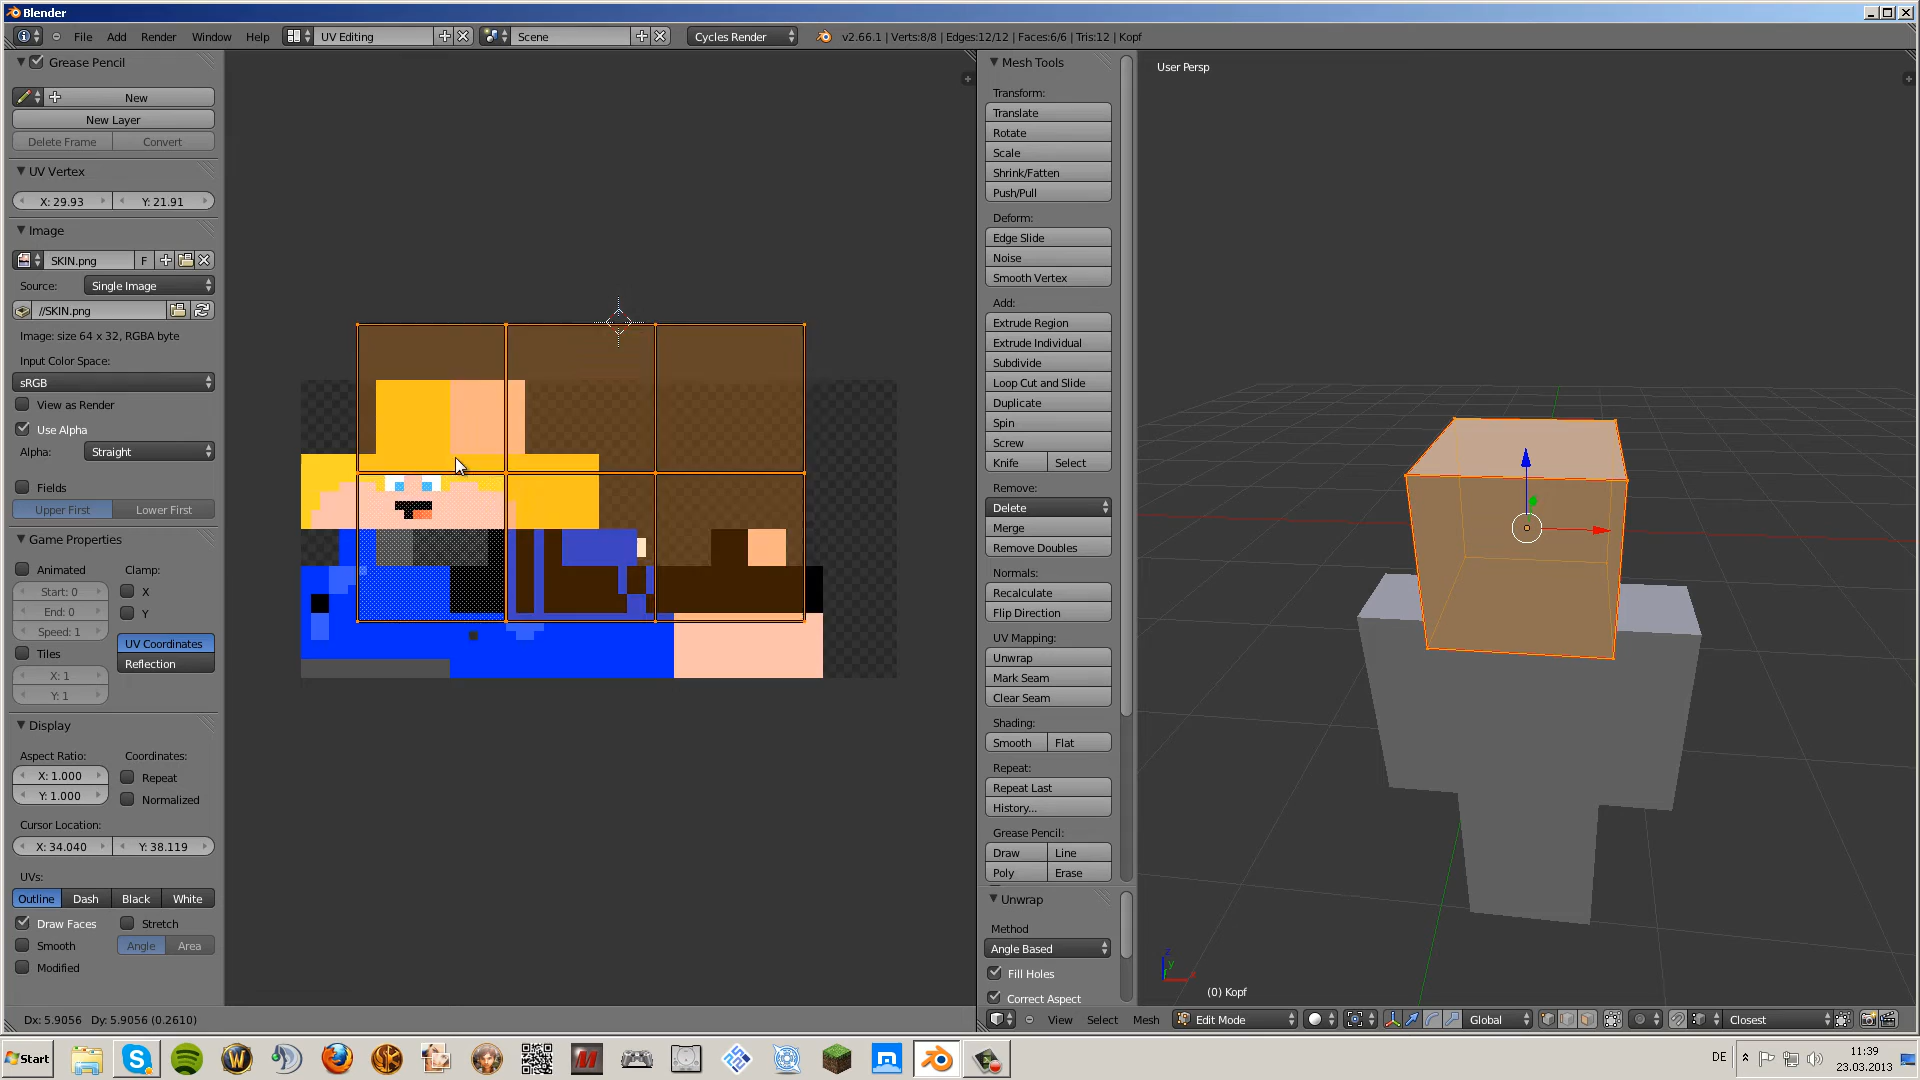 Blender
File Add Render Window Help UV Editing Scene Cycles Render v2.66.1 | Verts:8/8 | Edges:12/12 | Faces:6/6 | Tris:12 | Kopf
Grease Pencil
New
New Layer
Delete Frame Convert
UV Vertex
X: 29.93 Y: 21.91
Image
SKIN.png F
Source: Single Image
//SKIN.png
Image: size 64 x 32, RGBA byte
Input Color Space:
sRGB
View as Render
Use Alpha
Alpha: Straight
Fields
Upper First Lower First
Game Properties
Animated Clamp:
Start: 0 X
End: 0 Y
Speed: 1
UV Coordinates
Tiles Reflection
X: 1
Y: 1
Display
Aspect Ratio: Coordinates:
X: 1.000 Repeat
Y: 1.000 Normalized
Cursor Location:
X: 34.040 Y: 38.119
UVs:
Outline Dash Black White
Draw Faces Stretch
Smooth Angle Area
Modified
Dx: 5.9056 Dy: 5.9056 (0.2610)
Mesh Tools
Transform:
Translate
Rotate
Scale
Shrink/Fatten
Push/Pull
Deform:
Edge Slide
Noise
Smooth Vertex
Add:
Extrude Region
Extrude Individual
Subdivide
Loop Cut and Slide
Duplicate
Spin
Screw
Knife Select
Remove:
Delete
Merge
Remove Doubles
Normals:
Recalculate
Flip Direction
UV Mapping:
Unwrap
Mark Seam
Clear Seam
Shading:
Smooth Flat
Repeat:
Repeat Last
History...
Grease Pencil:
Draw Line
Poly Erase
Unwrap
Method
Angle Based
Fill Holes
Correct Aspect
User Persp
(0) Kopf
View Select Mesh Edit Mode Global Closest
Start
DE
11:39
23.03.2013